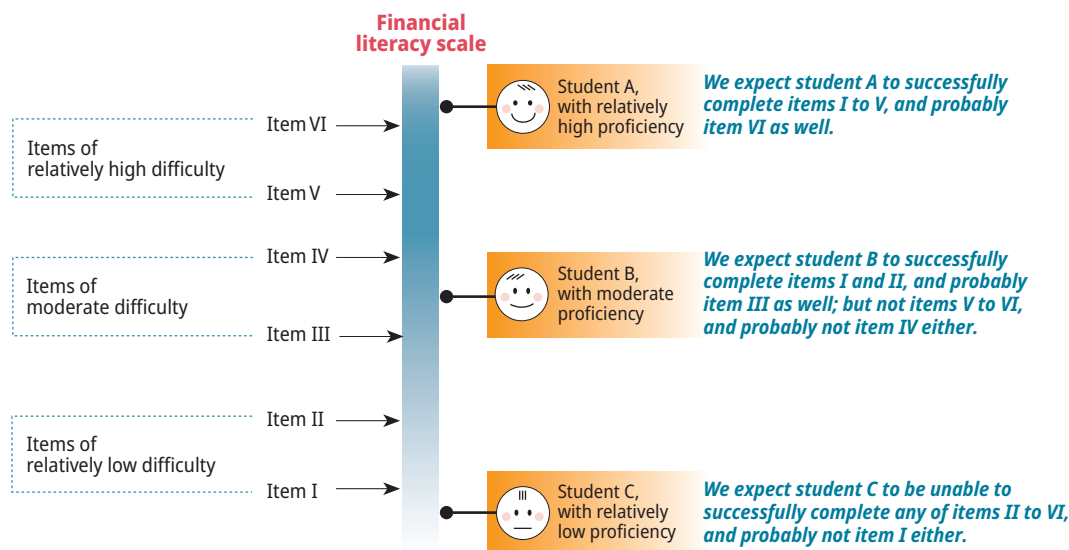 Financial
literacy scale
Item VI
Items of
relatively high difficulty
Item V
Student A,
with relatively
high proficiency
We expect student A to successfully
complete items I to V, and probably
item VI as well.
Item IV
Items of
moderate difficulty
Item III
Student B,
with moderate
proficiency
We expect student B to successfully
complete items I and II, and probably
item III as well; but not items V to VI,
and probably not item IV either.
Item II
Items of
relatively low difficulty
Item I
Student C,
with relatively
low proficiency
We expect student C to be unable to
successfully complete any of items II to VI,
and probably not item I either.